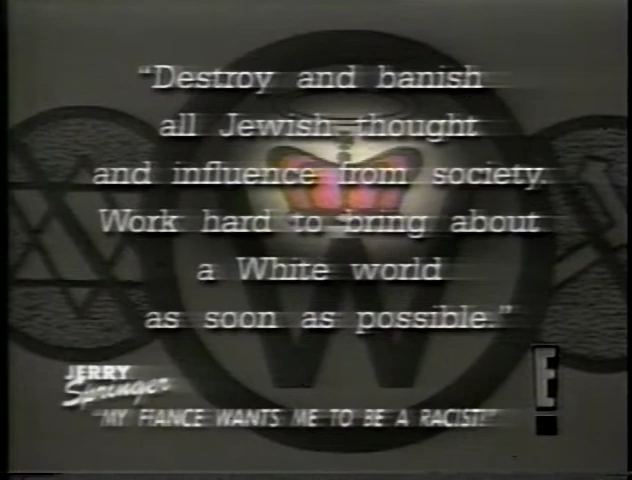 "Destroy and banish
all Jewish thought
and influence from society.
Work hard to bring about
a White world
as soon as possible."
JERRY
Springer
"MY FIANCE WANTS ME TO BE A RACIST!"
E!
W